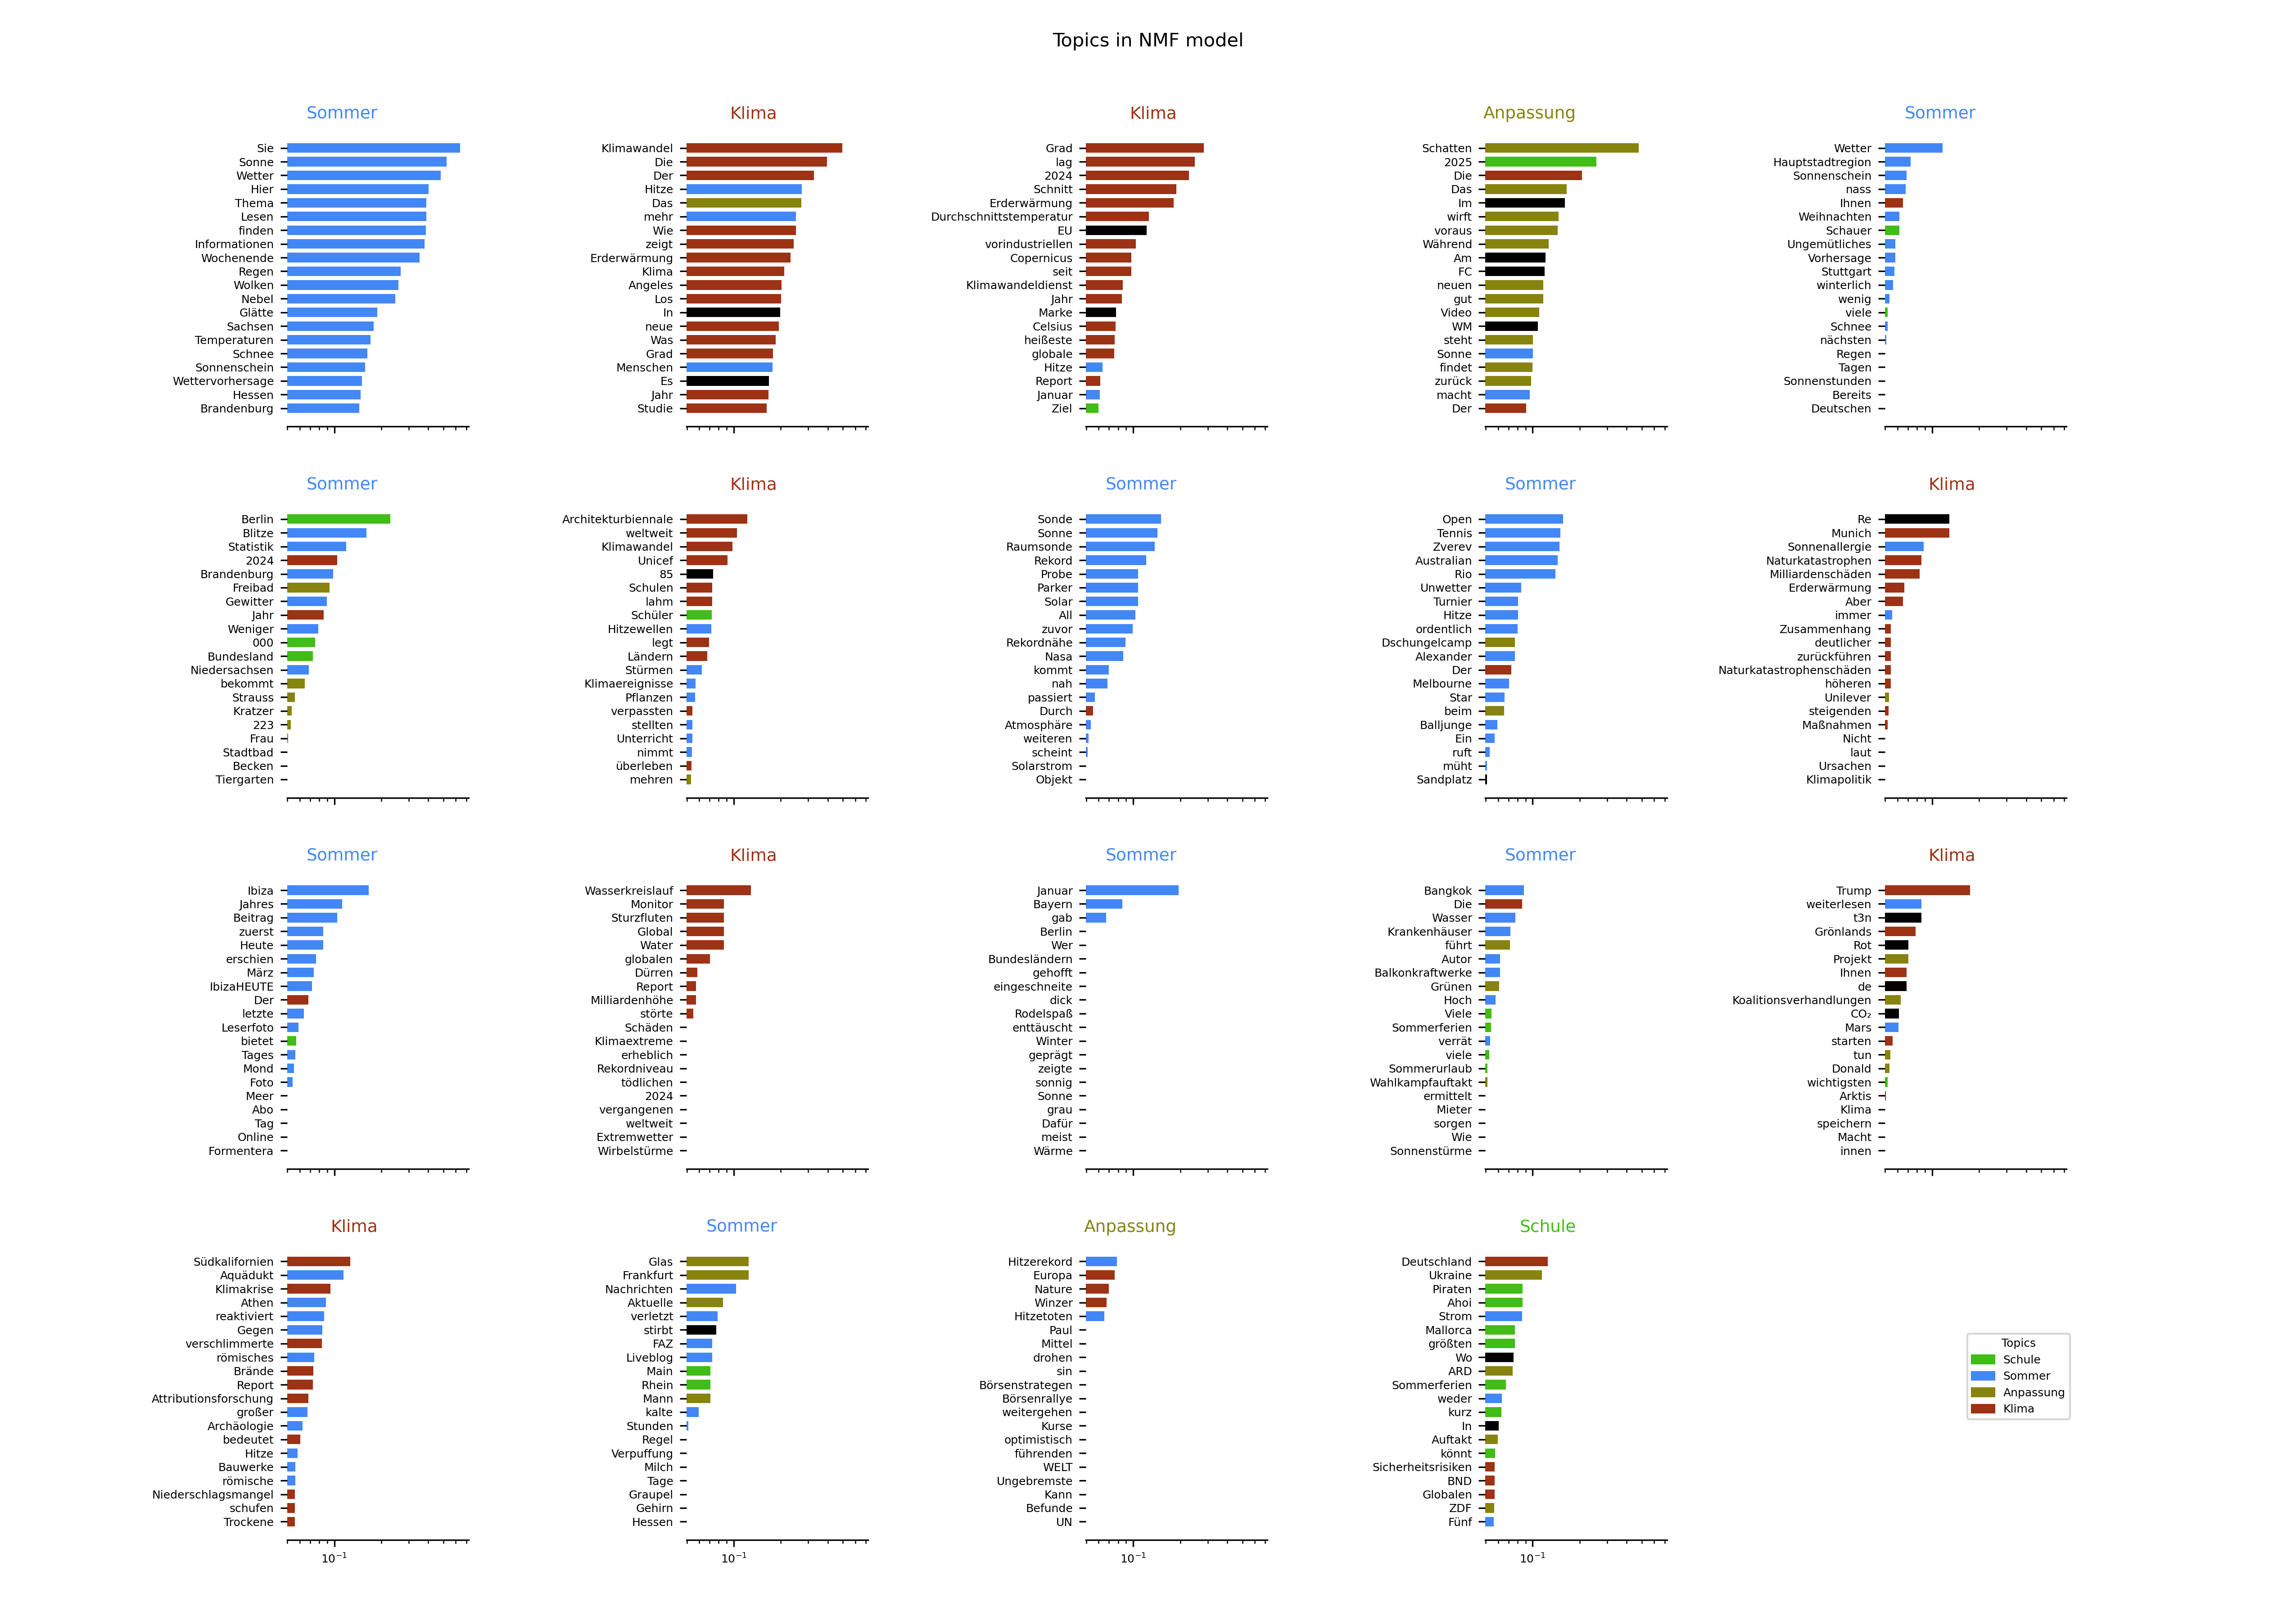 Topics in NMF model
Sommer
Sie
Sonne
Wetter
Hier
Thema
Lesen
finden
Informationen
Wochenende
Regen
Wolken
Nebel
Glätte
Sachsen
Temperaturen
Schnee
Sonnenschein
Wettervorhersage
Hessen
Brandenburg
Klima
Klimawandel
Die
Der
Hitze
Das
mehr
Wie
zeigt
Erderwärmung
Klima
Angeles
Los
In
neue
Was
Grad
Menschen
Es
Jahr
Studie
Klima
Grad
lag
2024
Schnitt
Erderwärmung
Durchschnittstemperatur
EU
vorindustriellen
Copernicus
seit
Klimawandeldienst
Jahr
Marke
Celsius
heißeste
globale
Hitze
Report
Januar
Ziel
Anpassung
Schatten
2025
Die
Das
Im
wirft
voraus
Während
Am
FC
neuen
gut
Video
WM
steht
Sonne
findet
zurück
macht
Der
Sommer
Wetter
Hauptstadtregion
Sonnenschein
nass
Ihnen
Weihnachten
Schauer
Ungemütliches
Vorhersage
Stuttgart
winterlich
wenig
viele
Schnee
nächsten
Regen
Tagen
Sonnenstunden
Bereits
Deutschen
Sommer
Berlin
Blitze
Statistik
2024
Brandenburg
Freibad
Gewitter
Jahr
Weniger
000
Bundesland
Niedersachsen
bekommt
Strauss
Kratzer
223
Frau
Stadtbad
Becken
Tiergarten
Klima
Architekturbiennale
weltweit
Klimawandel
Unicef
85
Schulen
lahm
Schüler
Hitzewellen
legt
Ländern
Stürmen
Klimaereignisse
Pflanzen
verpassten
stellten
Unterricht
nimmt
überleben
mehren
Sommer
Sonde
Sonne
Raumsonde
Rekord
Probe
Parker
Solar
All
zuvor
Rekordnähe
Nasa
kommt
nah
passiert
Durch
Atmosphäre
weiteren
scheint
Solarstrom
Objekt
Sommer
Open
Tennis
Zverev
Australian
Rio
Unwetter
Turnier
Hitze
ordentlich
Dschungelcamp
Alexander
Der
Melbourne
Star
beim
Balljunge
Ein
ruft
müht
Sandplatz
Klima
Re
Munich
Sonnenallergie
Naturkatastrophen
Milliardenschäden
Erderwärmung
Aber
immer
Zusammenhang
deutlicher
zurückführen
Naturkatastrophenschäden
höheren
Unilever
steigenden
Maßnahmen
Nicht
laut
Ursachen
Klimapolitik
Sommer
Ibiza
Jahres
Beitrag
zuerst
Heute
erschien
März
IbizaHEUTE
Der
letzte
Leserfoto
bietet
Tages
Mond
Foto
Meer
Abo
Tag
Online
Formentera
Klima
Wasserkreislauf
Monitor
Sturzfluten
Global
Water
globalen
Dürren
Report
Milliardenhöhe
störte
Schäden
Klimaextreme
erheblich
Rekordniveau
tödlichen
2024
vergangenen
weltweit
Extremwetter
Wirbelstürme
Sommer
Januar
Bayern
gab
Berlin
Wer
Bundesländern
gehofft
eingeschneite
dick
Rodelspaß
enttäuscht
Winter
geprägt
zeigte
sonnig
Sonne
grau
Dafür
meist
Wärme
Sommer
Bangkok
Die
Wasser
Krankenhäuser
führt
Autor
Balkonkraftwerke
Grünen
Hoch
Viele
Sommerferien
verrät
viele
Sommerurlaub
Wahlkampfauftakt
ermittelt
Mieter
sorgen
Wie
Sonnenstürme
Klima
Trump
weiterlesen
t3n
Grönlands
Rot
Projekt
Ihnen
de
Koalitionsverhandlungen
CO₂
Mars
starten
tun
Donald
wichtigsten
Arktis
Klima
speichern
Macht
innen
Klima
Südkalifornien
Aquädukt
Klimakrise
Athen
reaktiviert
Gegen
verschlimmerte
römisches
Brände
Report
Attributionsforschung
großer
Archäologie
bedeutet
Hitze
Bauwerke
römische
Niederschlagsmangel
schufen
Trockene
10⁻¹
Sommer
Glas
Frankfurt
Nachrichten
Aktuelle
verletzt
stirbt
FAZ
Liveblog
Main
Rhein
Mann
kalte
Stunden
Regel
Verpuffung
Milch
Tage
Graupel
Gehirn
Hessen
10⁻¹
Anpassung
Hitzerekord
Europa
Nature
Winzer
Hitzetoten
Paul
Mittel
drohen
sin
Börsenstrategen
Börsenrallye
weitergehen
Kurse
optimistisch
führenden
WELT
Ungebremste
Kann
Befunde
UN
10⁻¹
Schule
Deutschland
Ukraine
Piraten
Ahoi
Strom
Mallorca
größten
Wo
ARD
Sommerferien
weder
kurz
In
Auftakt
könnt
Sicherheitsrisiken
BND
Globalen
ZDF
Fünf
10⁻¹
Topics
Schule
Sommer
Anpassung
Klima